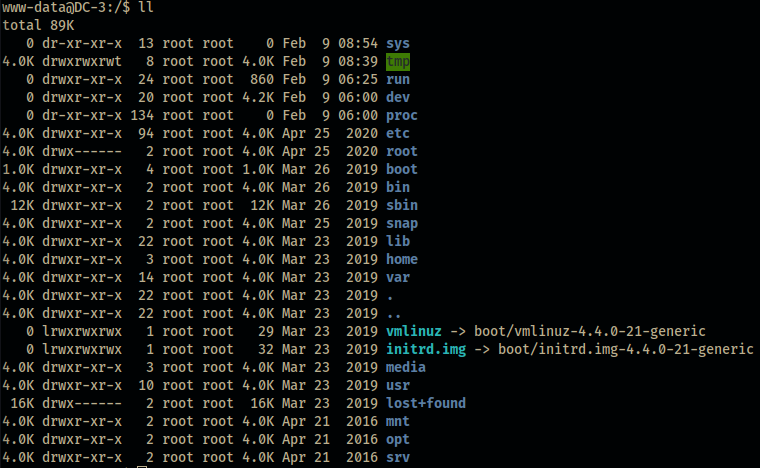 www-data@DC-3:/$ ll
total 89K
   0 dr-xr-xr-x  13 root root    0 Feb  9 08:54 sys
4.0K drwxrwxrwt   8 root root 4.0K Feb  9 08:39 tmp
   0 drwxr-xr-x  24 root root  860 Feb  9 06:25 run
   0 drwxr-xr-x  20 root root 4.2K Feb  9 06:00 dev
   0 dr-xr-xr-x 134 root root    0 Feb  9 06:00 proc
4.0K drwxr-xr-x  94 root root 4.0K Apr 25  2020 etc
4.0K drwx------   2 root root 4.0K Apr 25  2020 root
1.0K drwxr-xr-x   4 root root 1.0K Mar 26  2019 boot
4.0K drwxr-xr-x   2 root root 4.0K Mar 26  2019 bin
 12K drwxr-xr-x   2 root root  12K Mar 26  2019 sbin
4.0K drwxr-xr-x   2 root root 4.0K Mar 25  2019 snap
4.0K drwxr-xr-x  22 root root 4.0K Mar 23  2019 lib
4.0K drwxr-xr-x   3 root root 4.0K Mar 23  2019 home
4.0K drwxr-xr-x  14 root root 4.0K Mar 23  2019 var
4.0K drwxr-xr-x  22 root root 4.0K Mar 23  2019 .
4.0K drwxr-xr-x  22 root root 4.0K Mar 23  2019 ..
   0 lrwxrwxrwx   1 root root   29 Mar 23  2019 vmlinuz -> boot/vmlinuz-4.4.0-21-generic
   0 lrwxrwxrwx   1 root root   32 Mar 23  2019 initrd.img -> boot/initrd.img-4.4.0-21-generic
4.0K drwxr-xr-x   3 root root 4.0K Mar 23  2019 media
4.0K drwxr-xr-x  10 root root 4.0K Mar 23  2019 usr
 16K drwx------   2 root root  16K Mar 23  2019 lost+found
4.0K drwxr-xr-x   2 root root 4.0K Apr 21  2016 mnt
4.0K drwxr-xr-x   2 root root 4.0K Apr 21  2016 opt
4.0K drwxr-xr-x   2 root root 4.0K Apr 21  2016 srv